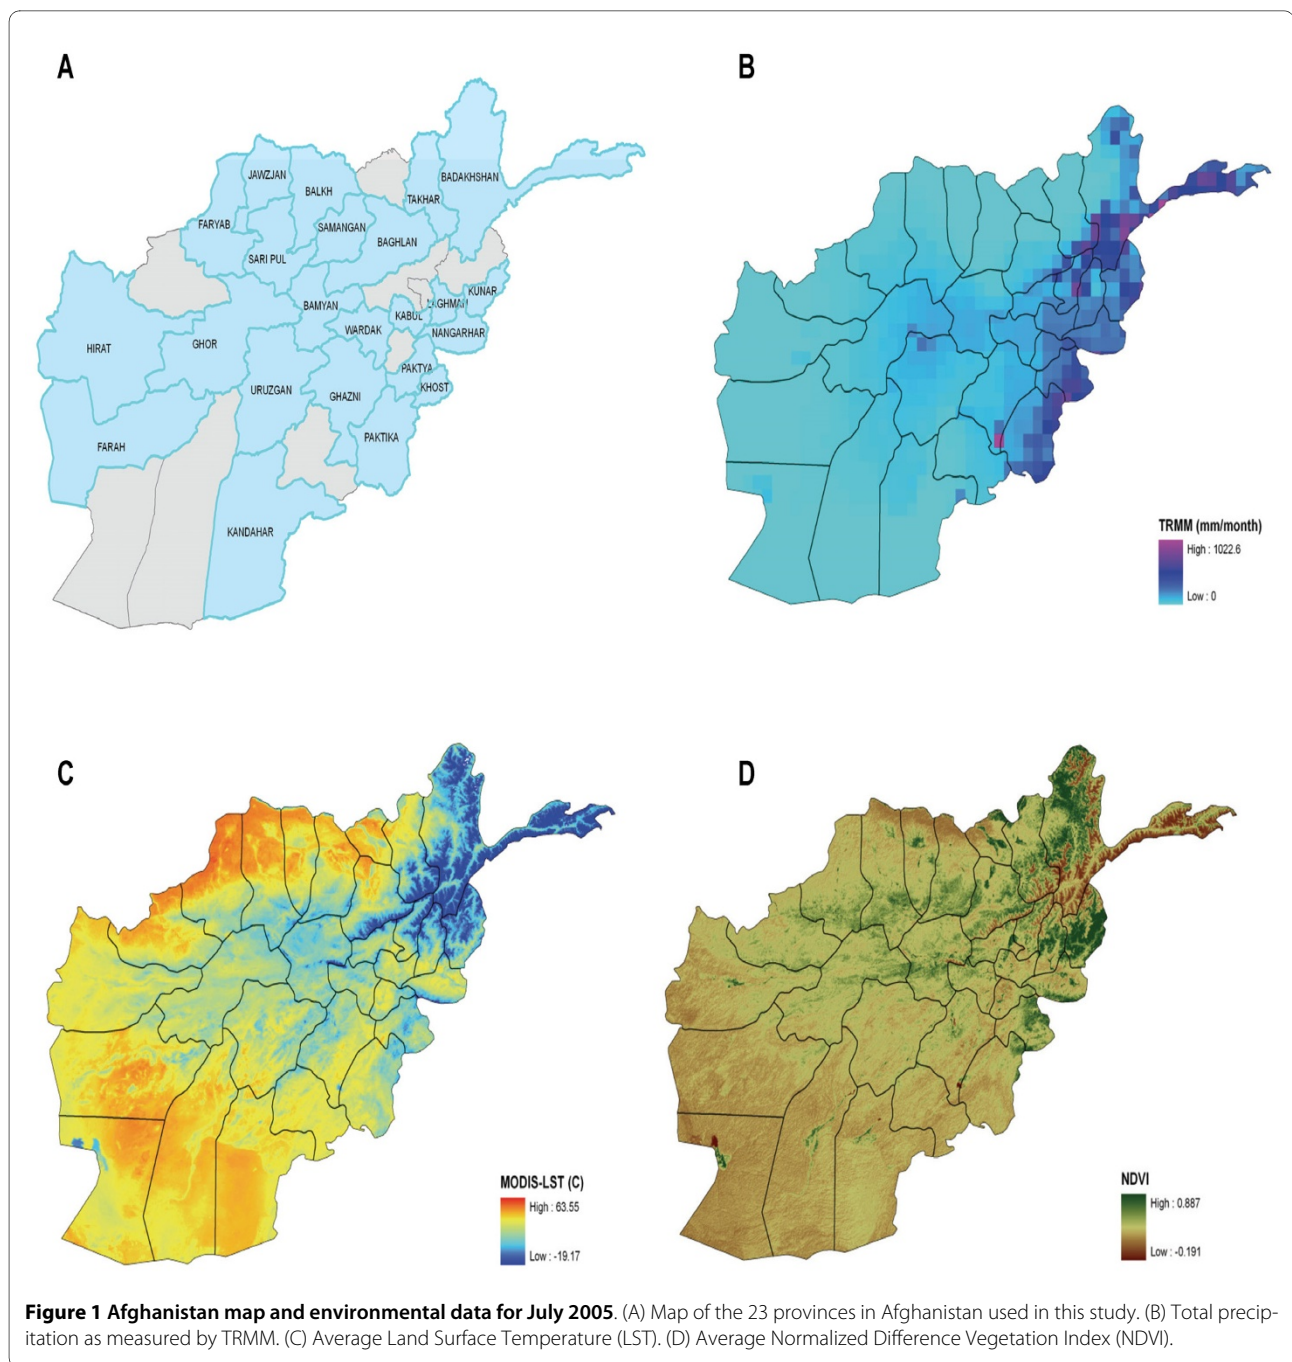 A
B
JAWZJAN
BALKH
BADAKHSHAN
TAKHAR
FARYAB
SAMANGAN
BAGHLAN
SARI PUL
KUNAR
BAMYAN
LAGHMAN
KABUL
WARDAK
NANGARHAR
HIRAT
GHOR
PAKTYA
KHOST
URUZGAN
GHAZNI
PAKTIKA
FARAH
KANDAHAR
TRMM (mm/month)
High : 1022.6
Low : 0
C
D
MODIS-LST (C)
High : 63.55
Low : -19.17
NDVI
High : 0.887
Low : -0.191
Figure 1 Afghanistan map and environmental data for July 2005. (A) Map of the 23 provinces in Afghanistan used in this study. (B) Total precip-
itation as measured by TRMM. (C) Average Land Surface Temperature (LST). (D) Average Normalized Difference Vegetation Index (NDVI).